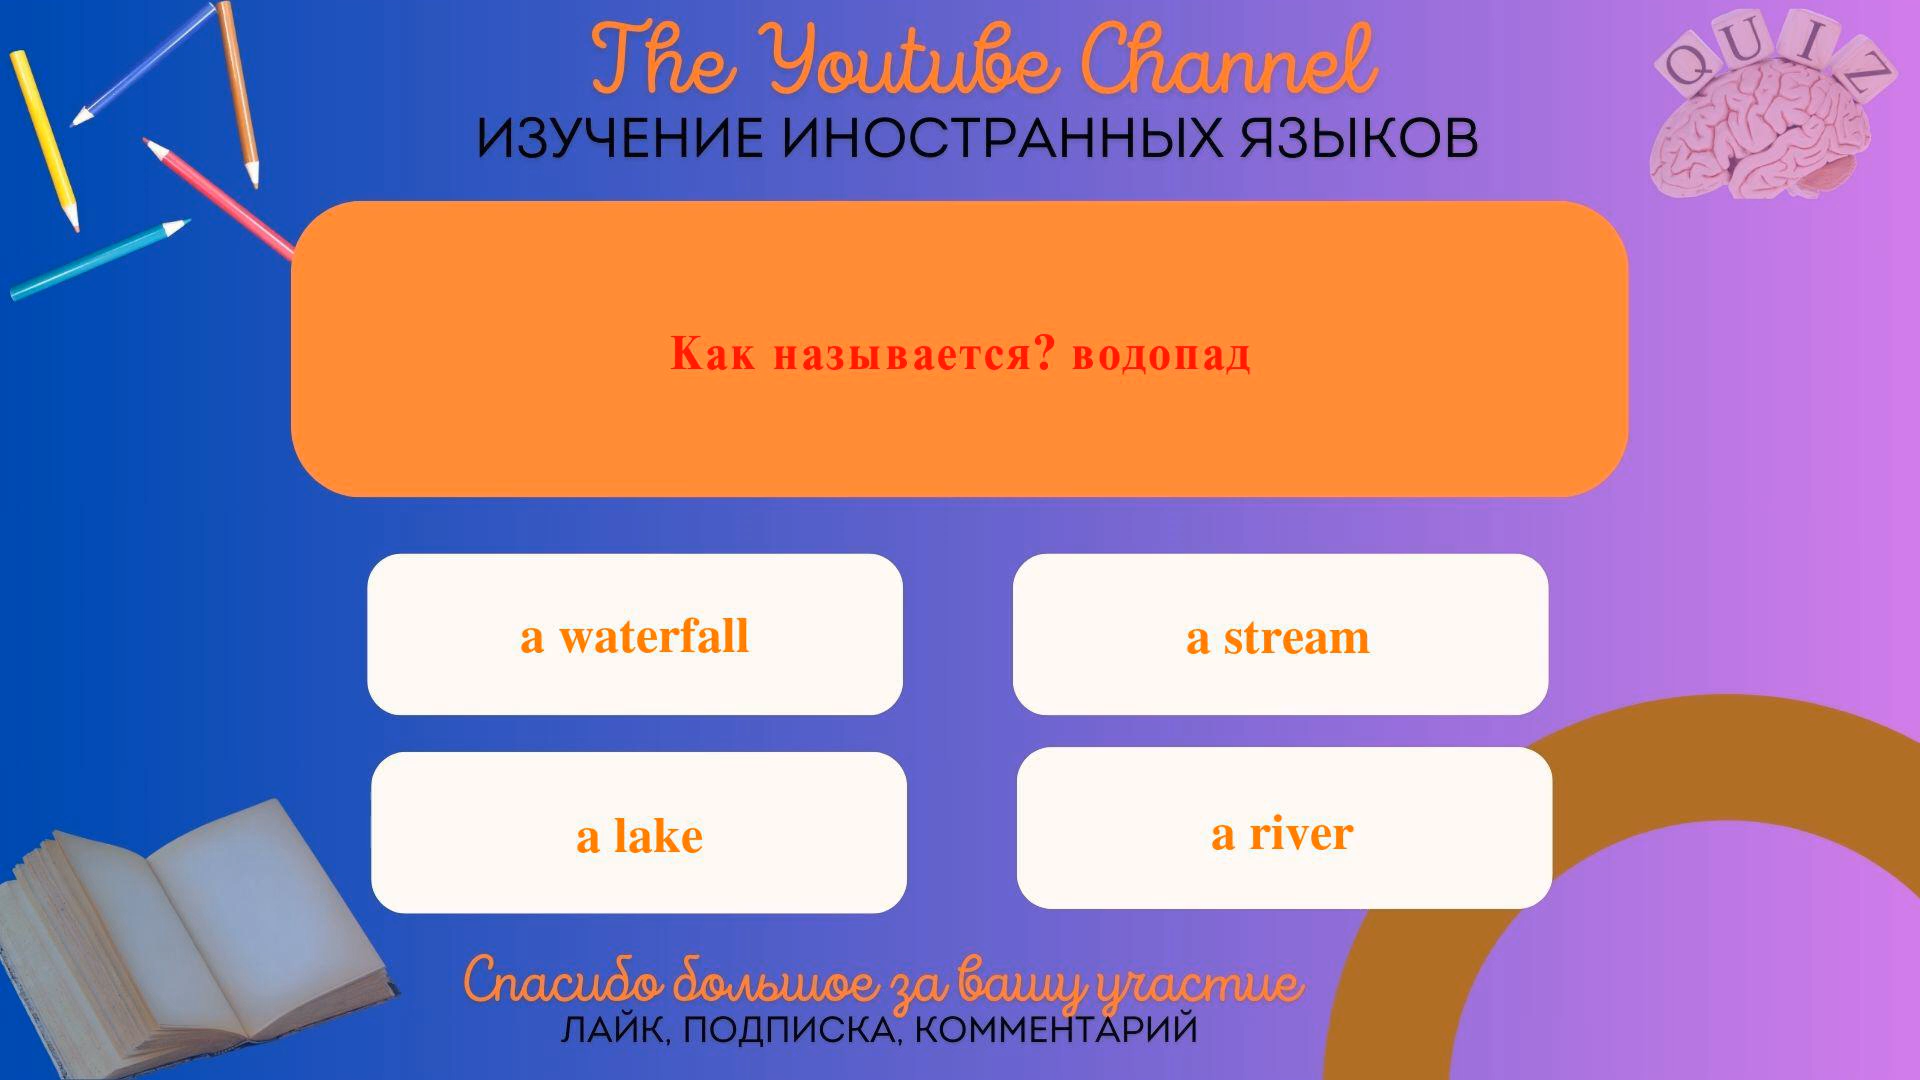 The Youtube Channel
QUIZ
ИЗУЧЕНИЕ ИНОСТРАННЫХ ЯЗЫКОВ
Как называется? водопад
a waterfall
a stream
a lake
a river
Спасибо большое за вашу участие
ЛАЙК, ПОДПИСКА, КОММЕНТАРИЙ